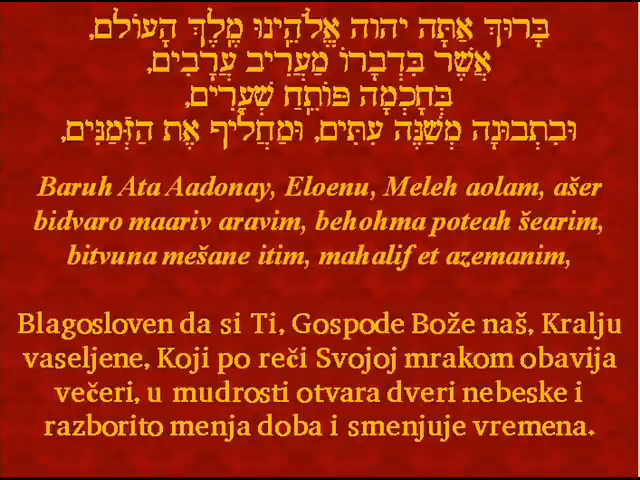 בָּרוּךְ אַתָּה יהוה אֱלֹהֵינוּ מֶלֶךְ הָעוֹלם,
אֲשֶׁר בִּדְבָרוֹ מַעֲרִיב עֲרָבִים,
בְּחָכְמָה פּוֹתֵחַ שְׁעָרִים,
וּבִתְבוּנָה מְשַׁנֶּה עִתִּים, וּמַחֲלִיף אֶת הַזְּמַנִּים,
Baruh Ata Aadonay, Eloenu, Meleh aolam, ašer
bidvaro maariv aravim, behohma poteah šearim,
bitvuna mešane itim, mahalif et azemanim,
Blagosloven da si Ti, Gospode Bože naš, Kralju
vaseljene, Koji po reči Svojoj mrakom obavija
večeri, u mudrosti otvara dveri nebeske i
razborito menja doba i smenjuje vremena.